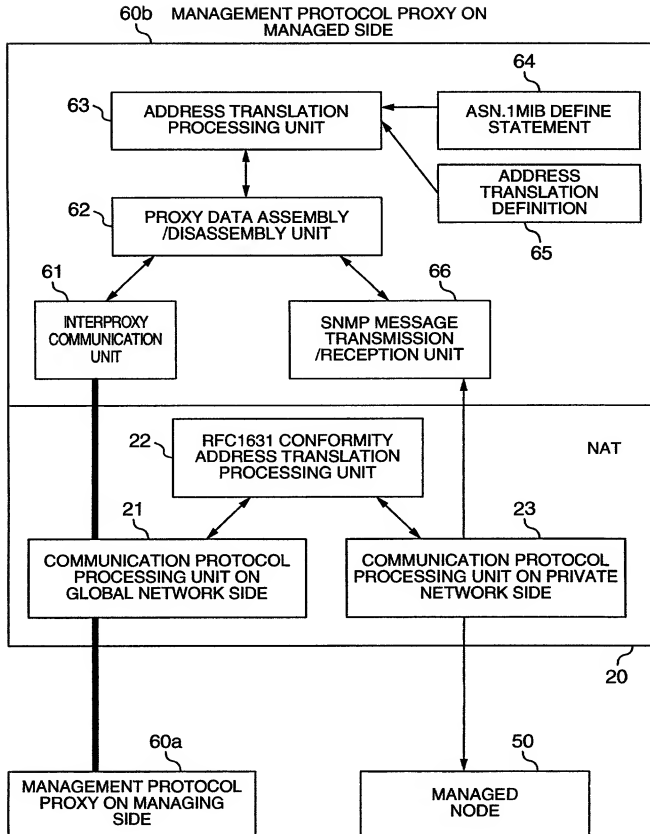 60b MANAGEMENT PROTOCOL PROXY ON
MANAGED SIDE
64
63
ADDRESS TRANSLATION
PROCESSING UNIT
ASN.1MIB DEFINE
STATEMENT
ADDRESS
TRANSLATION
DEFINITION
65
62
PROXY DATA ASSEMBLY
/DISASSEMBLY UNIT
61
INTERPROXY
COMMUNICATION
UNIT
66
SNMP MESSAGE
TRANSMISSION
/RECEPTION UNIT
22
RFC1631 CONFORMITY
ADDRESS TRANSLATION
PROCESSING UNIT
NAT
21
COMMUNICATION PROTOCOL
PROCESSING UNIT ON
GLOBAL NETWORK SIDE
23
COMMUNICATION PROTOCOL
PROCESSING UNIT ON PRIVATE
NETWORK SIDE
20
60a
MANAGEMENT PROTOCOL
PROXY ON MANAGING
SIDE
50
MANAGED
NODE